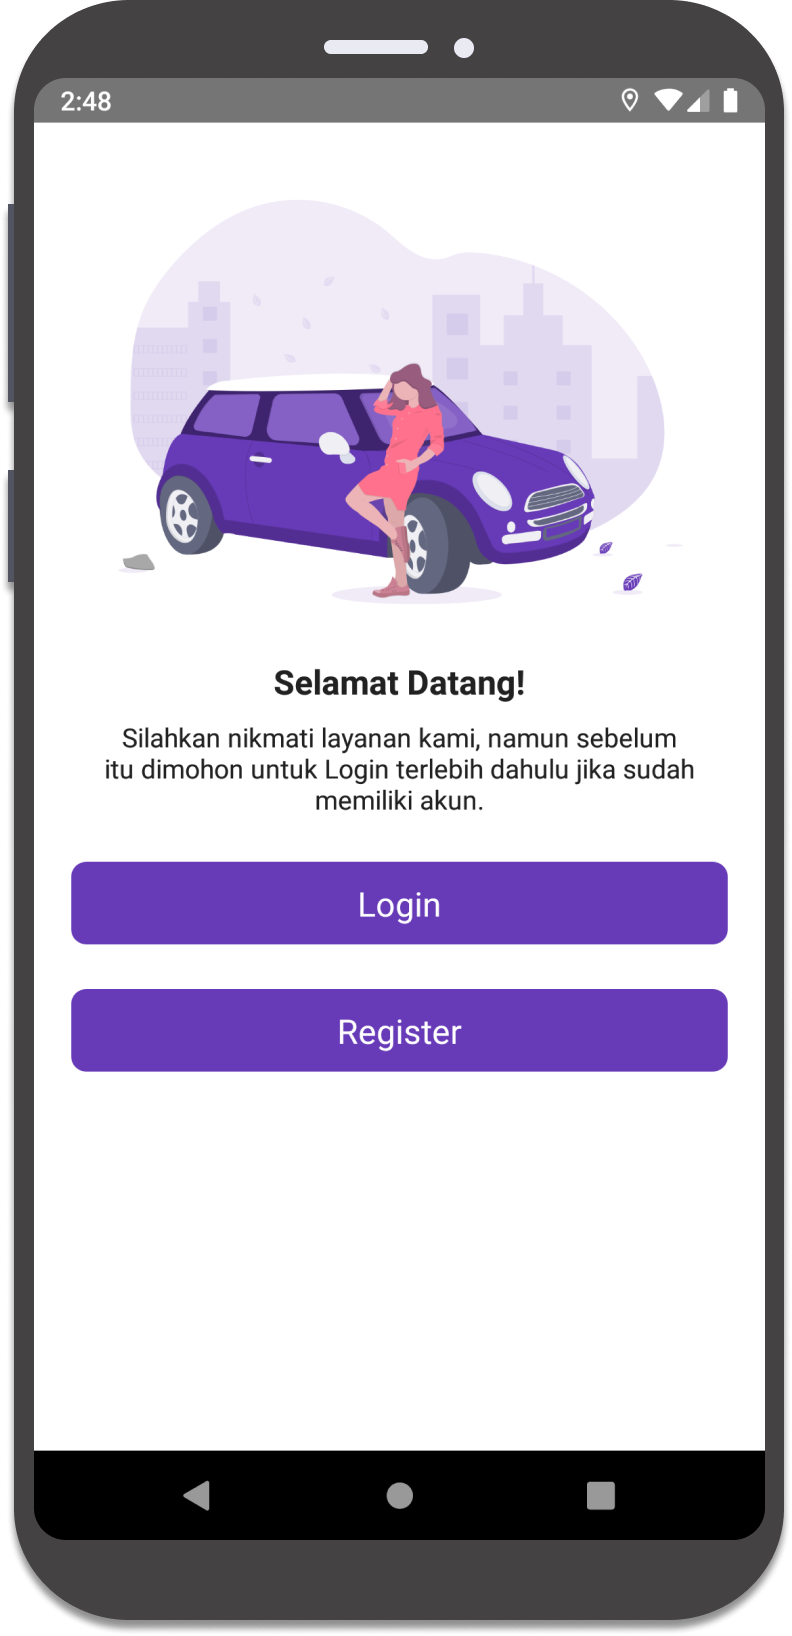 2:48
Selamat Datang!
Silahkan nikmati layanan kami, namun sebelum
itu dimohon untuk Login terlebih dahulu jika sudah
memiliki akun.
Login
Register